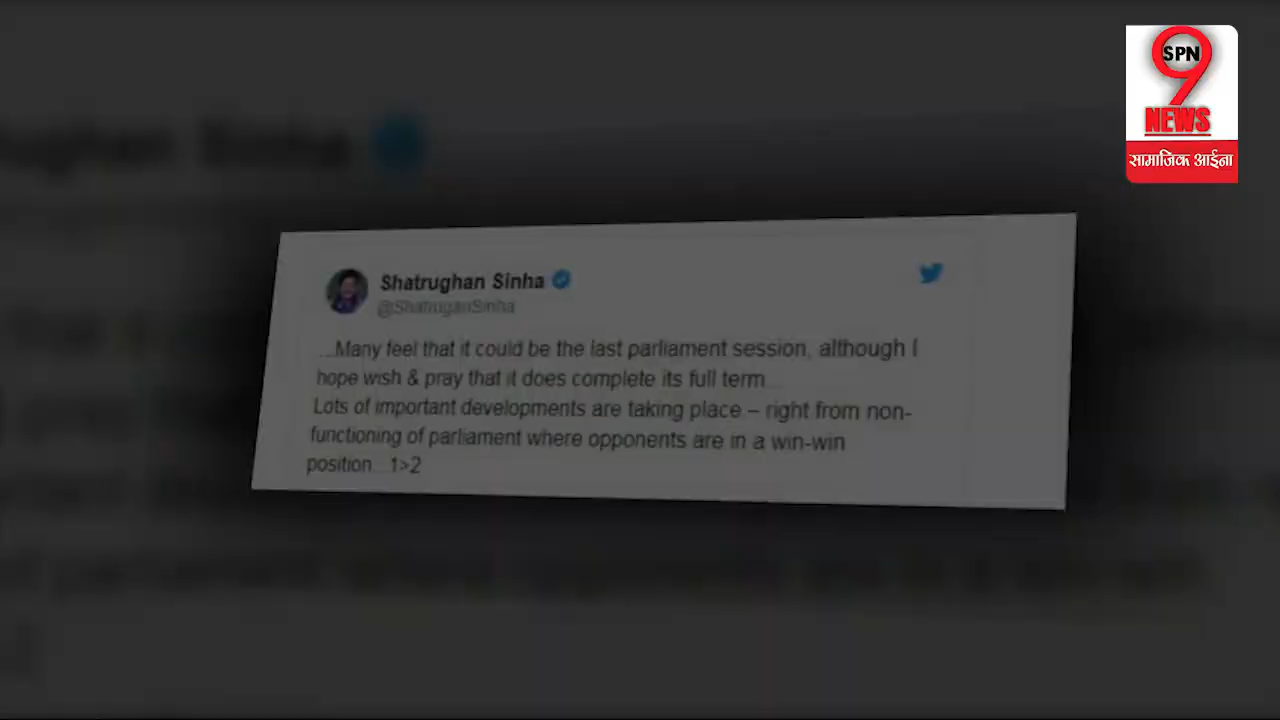 SPN
9
NEWS
सामाजिक आईना
Shatrughan Sinha
@ShatruganSinha
...Many feel that it could be the last parliament session, although I
hope wish & pray that it does complete its full term...
Lots of important developments are taking place – right from non-
functioning of parliament where opponents are in a win-win
position...1>2